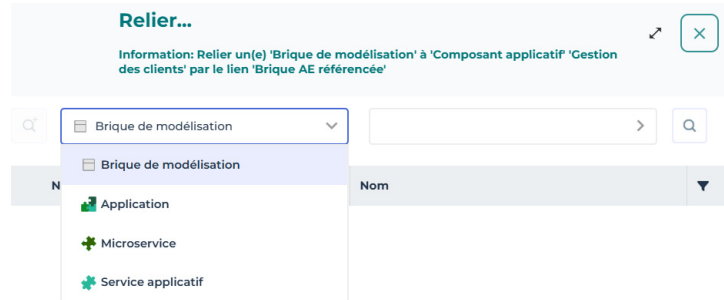 Relier...
Information: Relier un(e) 'Brique de modélisation' à 'Composant applicatif' 'Gestion
des clients' par le lien 'Brique AE référencée'
Brique de modélisation
Brique de modélisation
N
Nom
Application
Microservice
Service applicatif